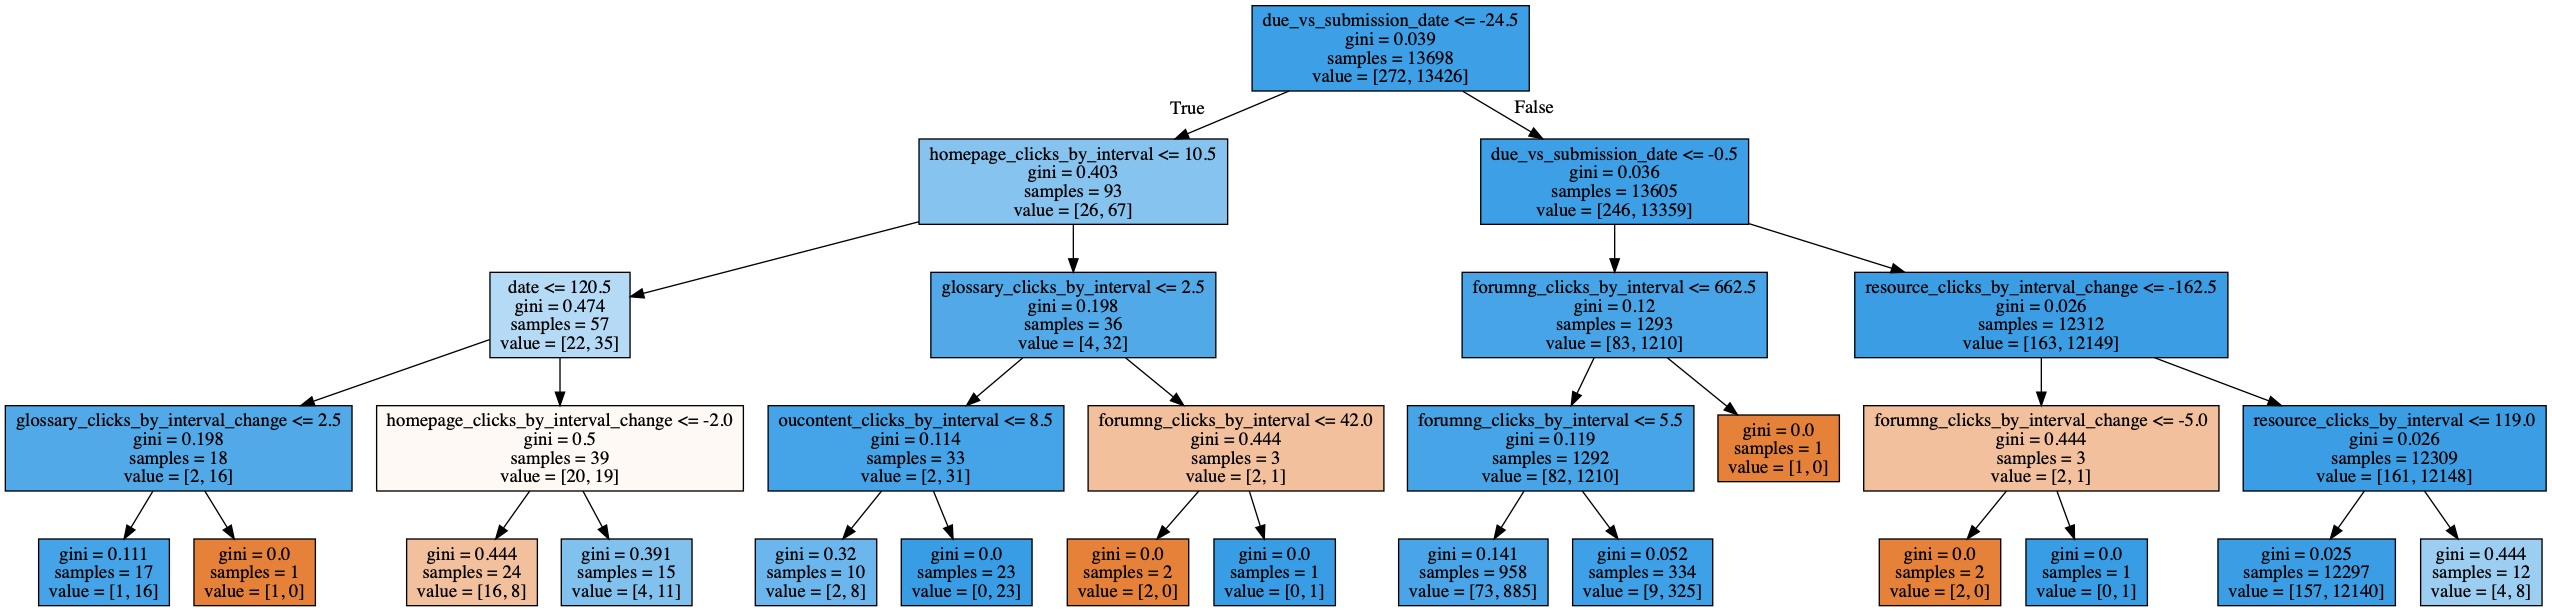 due_vs_submission_date <= -24.5
gini = 0.039
samples = 13698
value = [272, 13426]
True
False
homepage_clicks_by_interval <= 10.5
gini = 0.403
samples = 93
value = [26, 67]
due_vs_submission_date <= -0.5
gini = 0.036
samples = 13605
value = [246, 13359]
date <= 120.5
gini = 0.474
samples = 57
value = [22, 35]
glossary_clicks_by_interval <= 2.5
gini = 0.198
samples = 36
value = [4, 32]
forumng_clicks_by_interval <= 662.5
gini = 0.12
samples = 1293
value = [83, 1210]
resource_clicks_by_interval_change <= -162.5
gini = 0.026
samples = 12312
value = [163, 12149]
glossary_clicks_by_interval_change <= 2.5
gini = 0.198
samples = 18
value = [2, 16]
homepage_clicks_by_interval_change <= -2.0
gini = 0.5
samples = 39
value = [20, 19]
oucontent_clicks_by_interval <= 8.5
gini = 0.114
samples = 33
value = [2, 31]
forumng_clicks_by_interval <= 42.0
gini = 0.444
samples = 3
value = [2, 1]
forumng_clicks_by_interval <= 5.5
gini = 0.119
samples = 1292
value = [82, 1210]
gini = 0.0
samples = 1
value = [1, 0]
forumng_clicks_by_interval_change <= -5.0
gini = 0.444
samples = 3
value = [2, 1]
resource_clicks_by_interval <= 119.0
gini = 0.026
samples = 12309
value = [161, 12148]
gini = 0.111
samples = 17
value = [1, 16]
gini = 0.0
samples = 1
value = [1, 0]
gini = 0.444
samples = 24
value = [16, 8]
gini = 0.391
samples = 15
value = [4, 11]
gini = 0.32
samples = 10
value = [2, 8]
gini = 0.0
samples = 23
value = [0, 23]
gini = 0.0
samples = 2
value = [2, 0]
gini = 0.0
samples = 1
value = [0, 1]
gini = 0.141
samples = 958
value = [73, 885]
gini = 0.052
samples = 334
value = [9, 325]
gini = 0.0
samples = 2
value = [2, 0]
gini = 0.0
samples = 1
value = [0, 1]
gini = 0.025
samples = 12297
value = [157, 12140]
gini = 0.444
samples = 12
value = [4, 8]